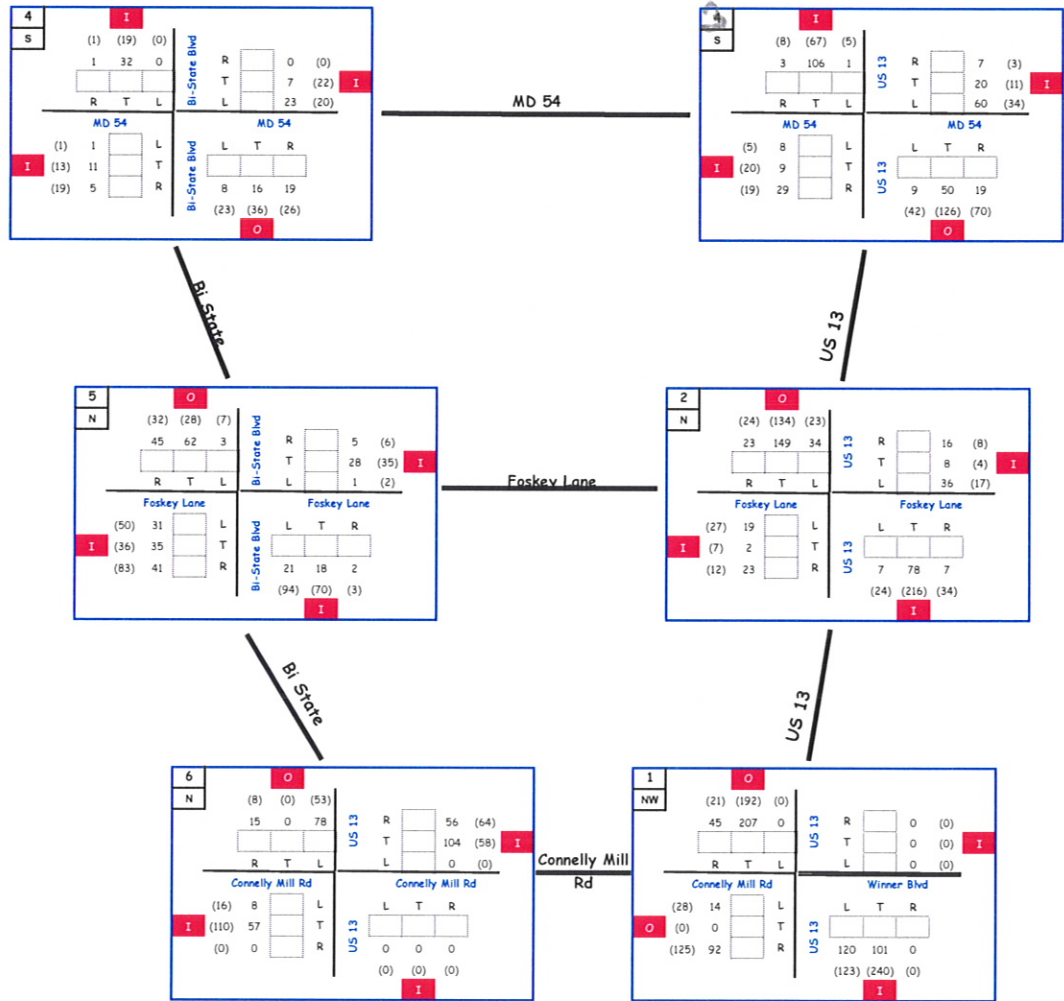 4
S
I
(1) (19) (0)
1 32 0
R T L
Bi-State Blvd
R 0 (0)
T 7 (22) I
L 23 (20)
MD 54
MD 54
(1) 1 L
I (13) 11 T
(19) 5 R
Bi-State Blvd
L T R
8 16 19
(23) (36) (26)
O
MD 54
S
I
(8) (67) (5)
3 106 1
R T L
US 13
R 7 (3)
T 20 (11) I
L 60 (34)
MD 54
MD 54
(5) 8 L
I (20) 9 T
(19) 29 R
US 13
L T R
9 50 19
(42) (126) (70)
O
Bi State
US 13
5
N
O
(32) (28) (7)
45 62 3
R T L
Bi-State Blvd
R 5 (6)
T 28 (35) I
L 1 (2)
Foskey Lane
Foskey Lane
(50) 31 L
I (36) 35 T
(83) 41 R
Bi-State Blvd
L T R
21 18 2
(94) (70) (3)
I
Foskey Lane
2
N
O
(24) (134) (23)
23 149 34
R T L
US 13
R 16 (8)
T 8 (4) I
L 36 (17)
Foskey Lane
Foskey Lane
(27) 19 L
I (7) 2 T
(12) 23 R
US 13
L T R
7 78 7
(24) (216) (34)
I
Bi State
US 13
6
N
O
(8) (0) (53)
15 0 78
R T L
US 13
R 56 (64)
T 104 (58) I
L 0 (0)
Connelly Mill Rd
Connelly Mill Rd
(16) 8 L
I (110) 57 T
(0) 0 R
US 13
L T R
0 0 0
(0) (0) (0)
I
Connelly Mill
Rd
1
NW
O
(21) (192) (0)
45 207 0
R T L
US 13
R 0 (0)
T 0 (0) I
L 0 (0)
Connelly Mill Rd
Winner Blvd
(28) 14 L
O (0) 0 T
(125) 92 R
US 13
L T R
120 101 0
(123) (240) (0)
I